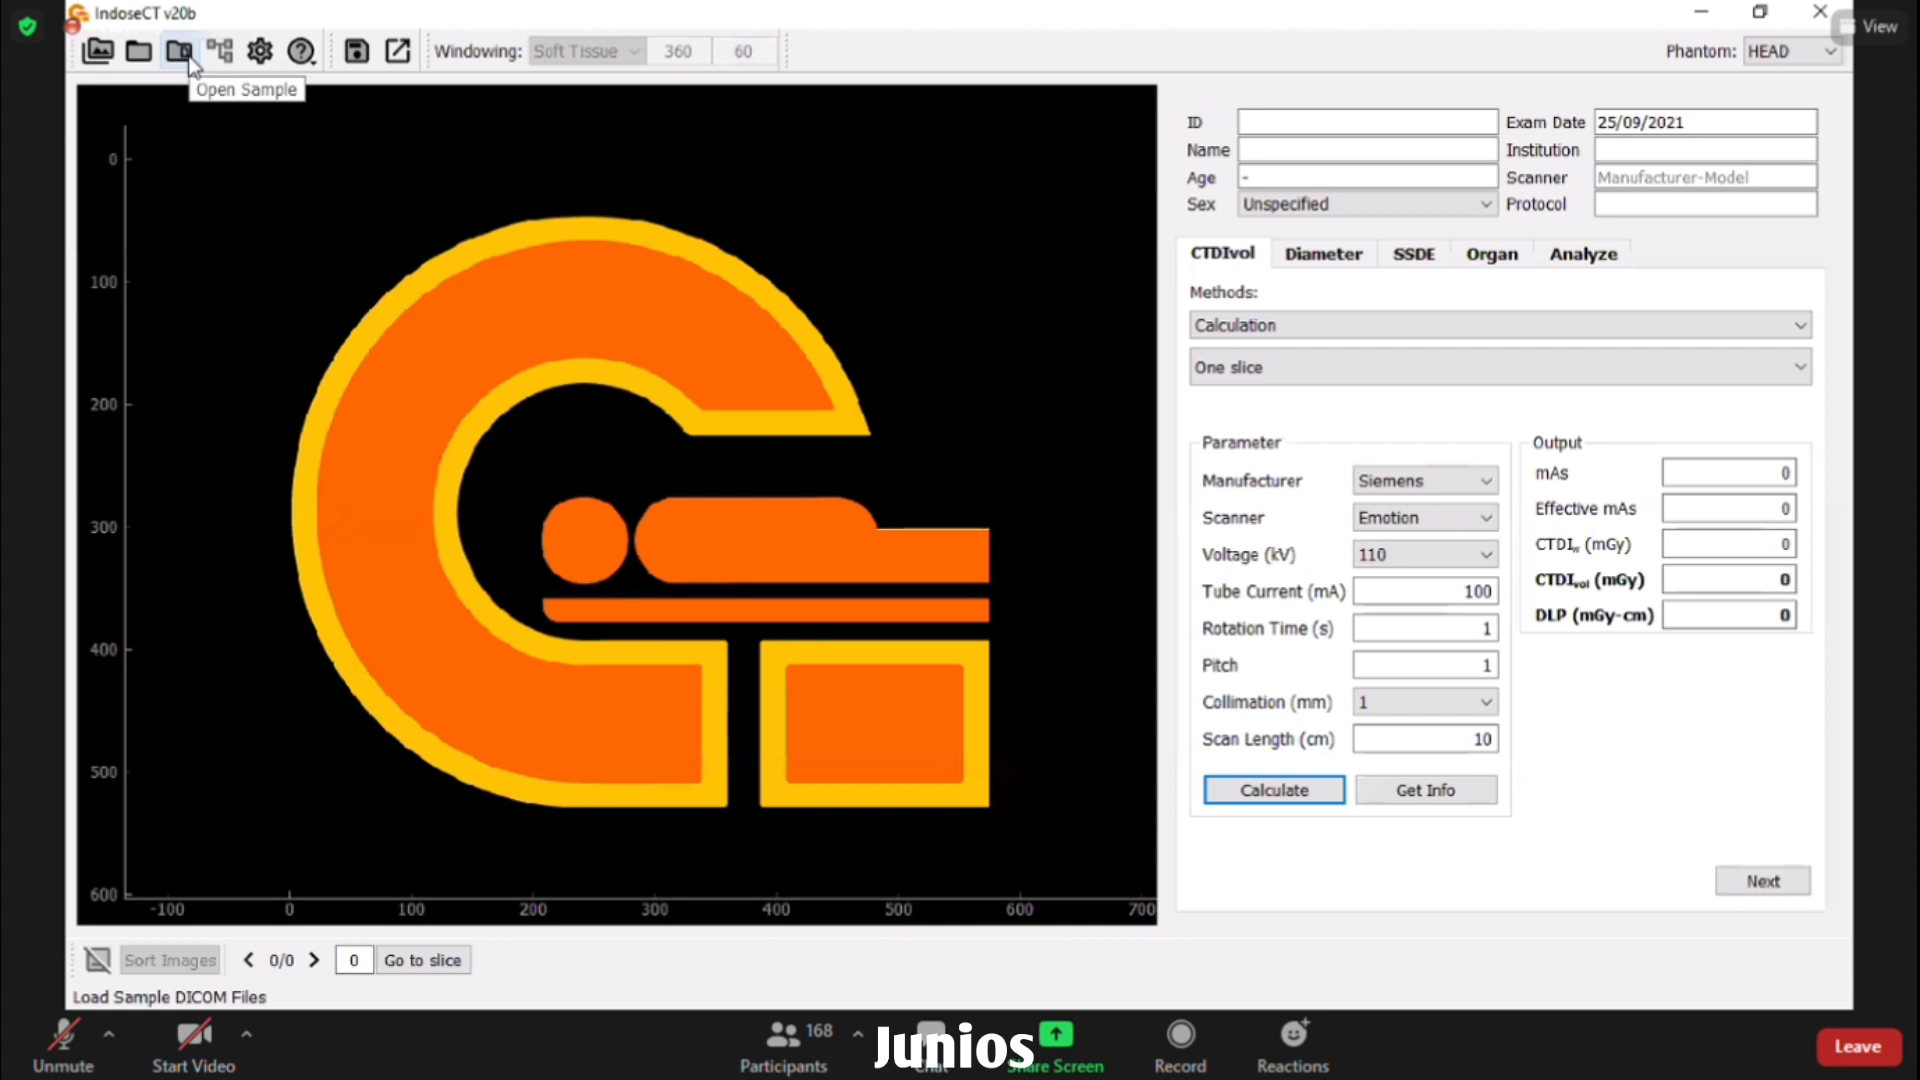 IndoseCT v20b
View
Windowing: Soft Tissue 360 60
Phantom: HEAD
Open Sample
0
100
200
300
400
500
600
-100 0 100 200 300 400 500 600 700
ID
Exam Date 25/09/2021
Name
Institution
Age -
Scanner Manufacturer-Model
Sex Unspecified
Protocol
CTDIvol Diameter SSDE Organ Analyze
Methods:
Calculation
One slice
Parameter
Manufacturer Siemens
Scanner Emotion
Voltage (kV) 110
Tube Current (mA) 100
Rotation Time (s) 1
Pitch 1
Collimation (mm) 1
Scan Length (cm) 10
Calculate Get Info
Output
mAs 0
Effective mAs 0
CTDIw (mGy) 0
CTDIvol (mGy) 0
DLP (mGy-cm) 0
Next
Sort Images 0/0 0 Go to slice
Load Sample DICOM Files
Unmute
Start Video
168
Participants
Chat
Junios
Share Screen
Record
Reactions
Leave